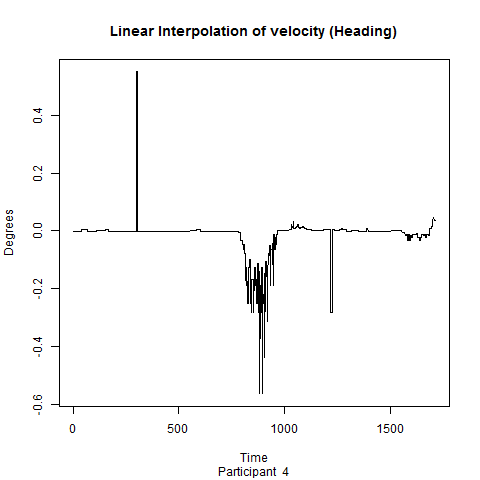 Linear Interpolation of velocity (Heading)
Degrees
0.4
0.2
0.0
-0.2
-0.4
-0.6
0 500 1000 1500
Time
Participant 4